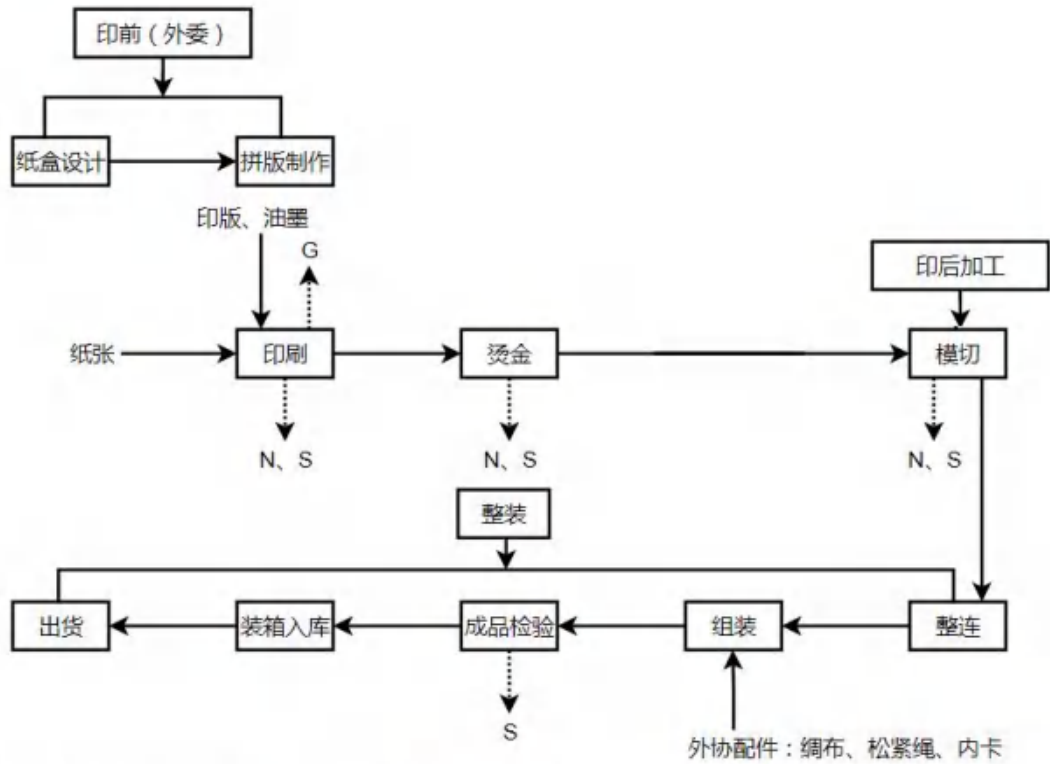 印前（外委）
纸盒设计
拼版制作
印版、油墨
G
印后加工
纸张
印刷
烫金
模切
N、S
N、S
N、S
整装
出货
装箱入库
成品检验
组装
整连
S
外协配件：绸布、松紧绳、内卡